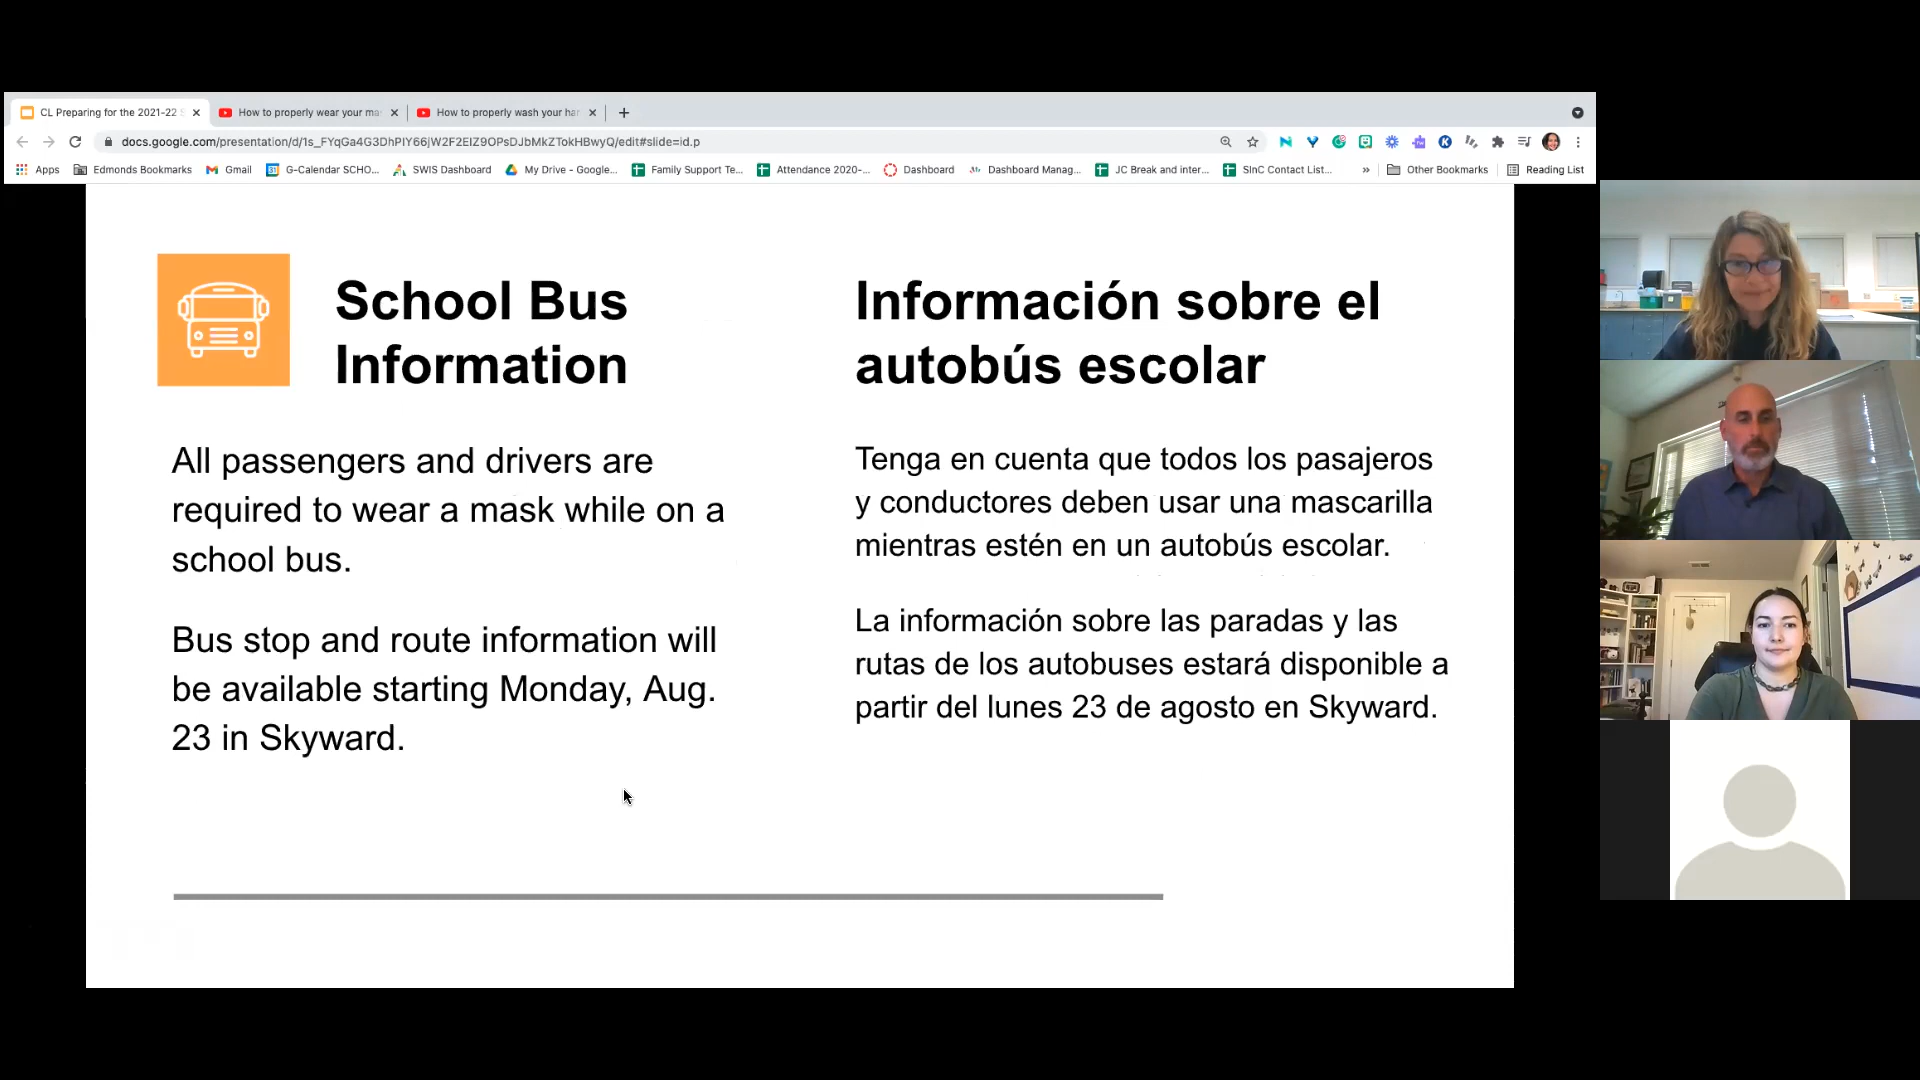 CL Preparing for the 2021-22 S
How to properly wear your ma
How to properly wash your han
docs.google.com/presentation/d/1s_FYqGa4G3DhPIY66jW2F2EIZ9OPsDJbMkZTokHBwyQ/edit#slide=id.p
Apps
Edmonds Bookmarks
Gmail
G-Calendar SCHO...
SWIS Dashboard
My Drive - Google...
Family Support Te...
Attendance 2020-...
Dashboard
Dashboard Manag...
JC Break and inter...
SInC Contact List...
»
Other Bookmarks
Reading List
School Bus
Information
All passengers and drivers are
required to wear a mask while on a
school bus.
Bus stop and route information will
be available starting Monday, Aug.
23 in Skyward.
Información sobre el
autobús escolar
Tenga en cuenta que todos los pasajeros
y conductores deben usar una mascarilla
mientras estén en un autobús escolar.
La información sobre las paradas y las
rutas de los autobuses estará disponible a
partir del lunes 23 de agosto en Skyward.